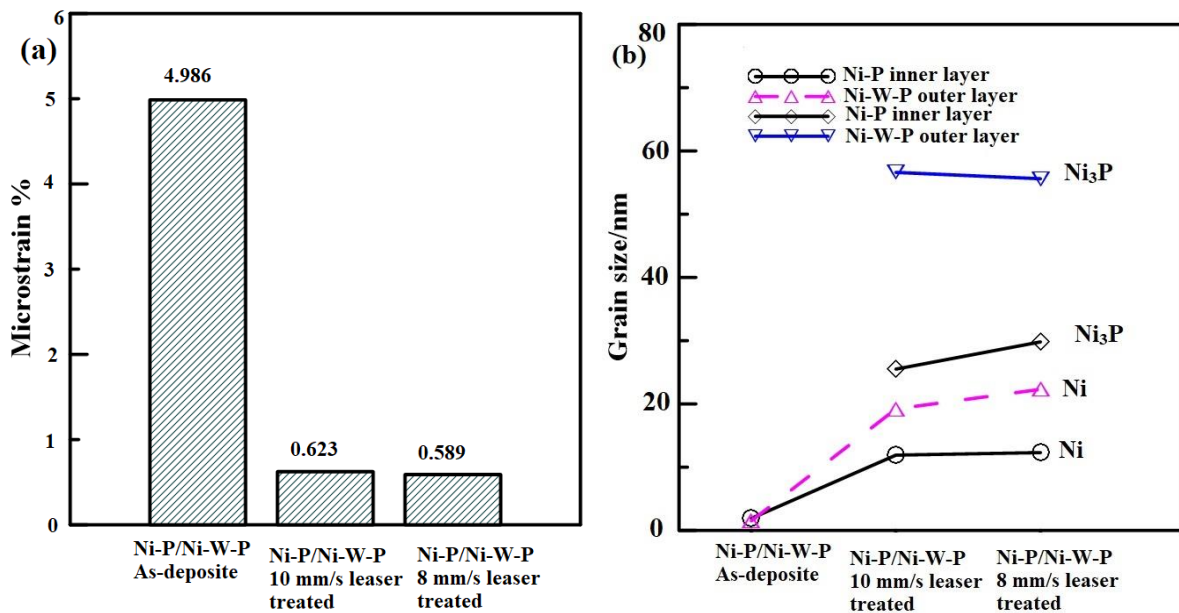 (a)
Microstrain %
6
5
4
3
2
1
0
4.986
0.623
0.589
Ni-P/Ni-W-P
As-deposite
Ni-P/Ni-W-P
10 mm/s leaser
treated
Ni-P/Ni-W-P
8 mm/s leaser
treated
(b)
Grain size/nm
80
60
40
20
0
Ni-P inner layer
Ni-W-P outer layer
Ni-P inner layer
Ni-W-P outer layer
Ni₃P
Ni₃P
Ni
Ni
Ni-P/Ni-W-P
As-deposite
Ni-P/Ni-W-P
10 mm/s leaser
treated
Ni-P/Ni-W-P
8 mm/s leaser
treated